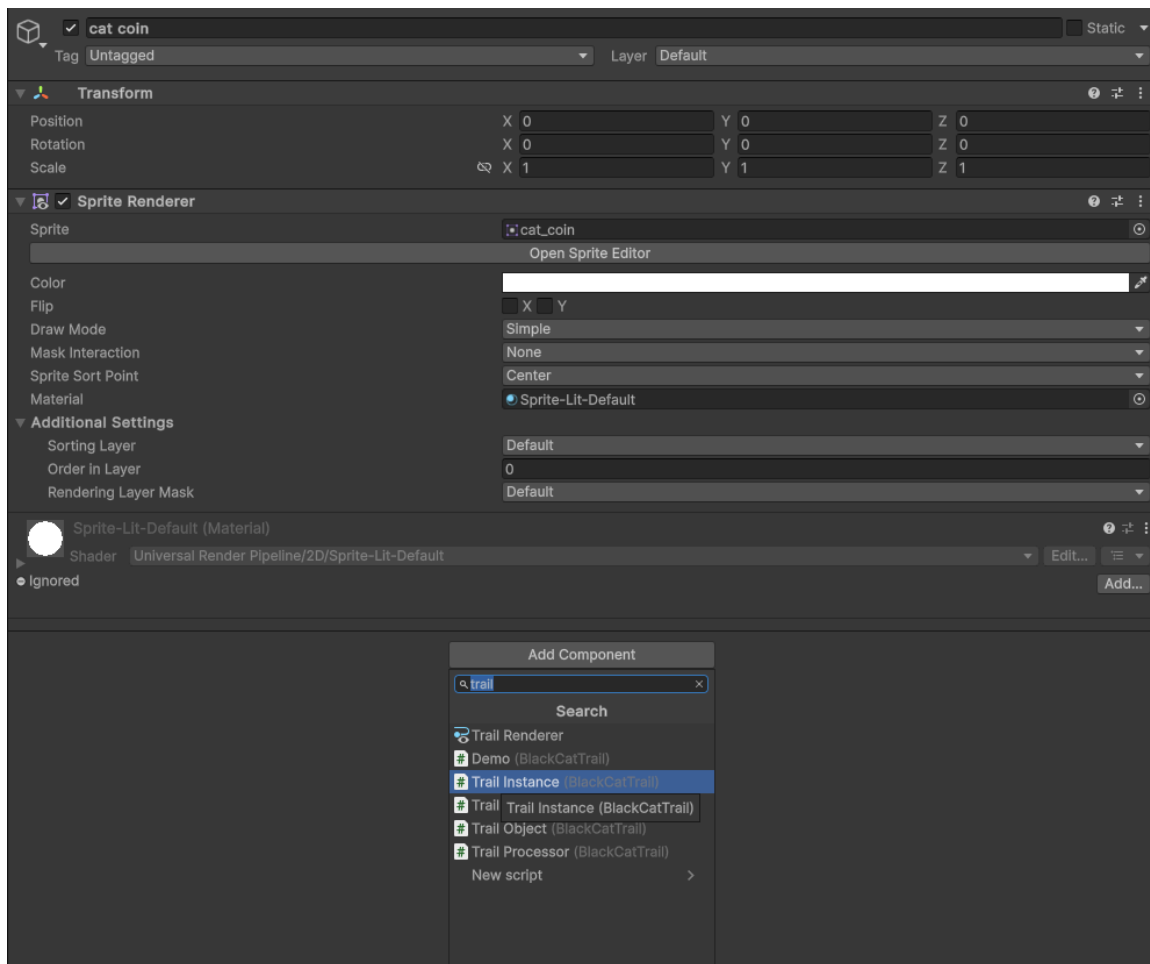 cat coin Static
Tag Untagged Layer Default
Transform
Position X 0 Y 0 Z 0
Rotation X 0 Y 0 Z 0
Scale X 1 Y 1 Z 1
Sprite Renderer
Sprite cat_coin
Open Sprite Editor
Color
Flip X Y
Draw Mode Simple
Mask Interaction None
Sprite Sort Point Center
Material Sprite-Lit-Default
Additional Settings
Sorting Layer Default
Order in Layer 0
Rendering Layer Mask Default
Sprite-Lit-Default (Material)
Shader Universal Render Pipeline/2D/Sprite-Lit-Default Edit...
Ignored Add...
Add Component
trail
Search
Trail Renderer
# Demo (BlackCatTrail)
# Trail Instance (BlackCatTrail)
# Trail Trail Instance (BlackCatTrail)
# Trail Object (BlackCatTrail)
# Trail Processor (BlackCatTrail)
New script